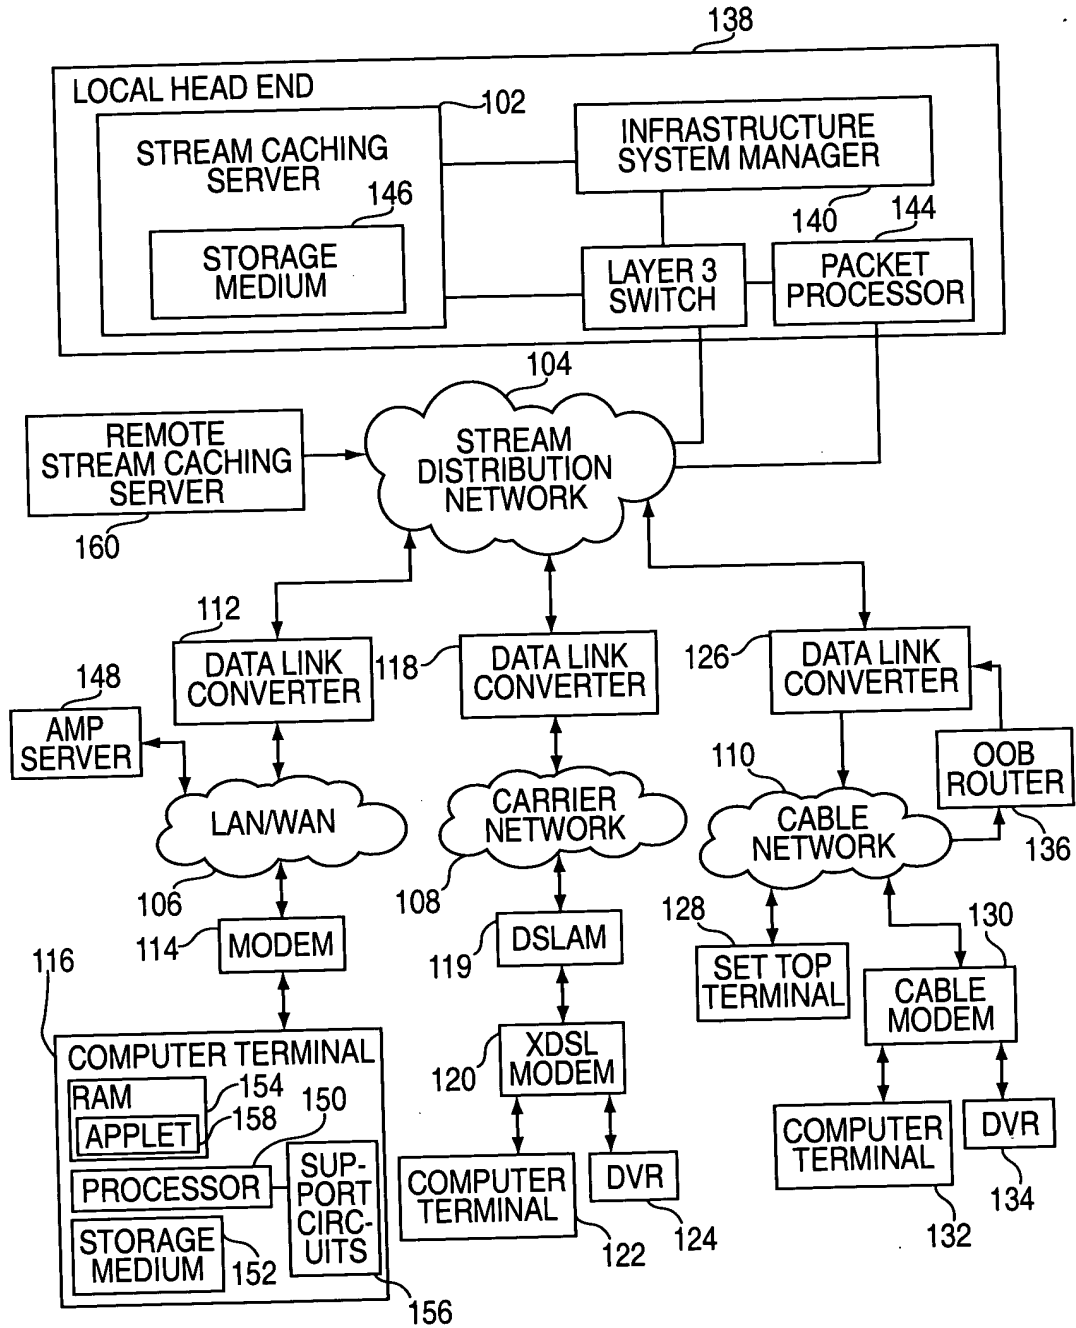 138
LOCAL HEAD END
102
STREAM CACHING
SERVER
146
STORAGE
MEDIUM
INFRASTRUCTURE
SYSTEM MANAGER
140
144
LAYER 3
SWITCH
PACKET
PROCESSOR
104
STREAM
DISTRIBUTION
NETWORK
REMOTE
STREAM CACHING
SERVER
160
112
DATA LINK
CONVERTER
118
DATA LINK
CONVERTER
126
DATA LINK
CONVERTER
148
AMP
SERVER
OOB
ROUTER
136
LAN/WAN
106
CARRIER
NETWORK
108
110
CABLE
NETWORK
114
MODEM
119
DSLAM
128
SET TOP
TERMINAL
130
CABLE
MODEM
116
COMPUTER TERMINAL
RAM
154
APPLET
158
150
PROCESSOR
SUP-
PORT
CIRC-
UITS
STORAGE
MEDIUM
152
156
120
XDSL
MODEM
COMPUTER
TERMINAL
122
DVR
124
COMPUTER
TERMINAL
132
DVR
134